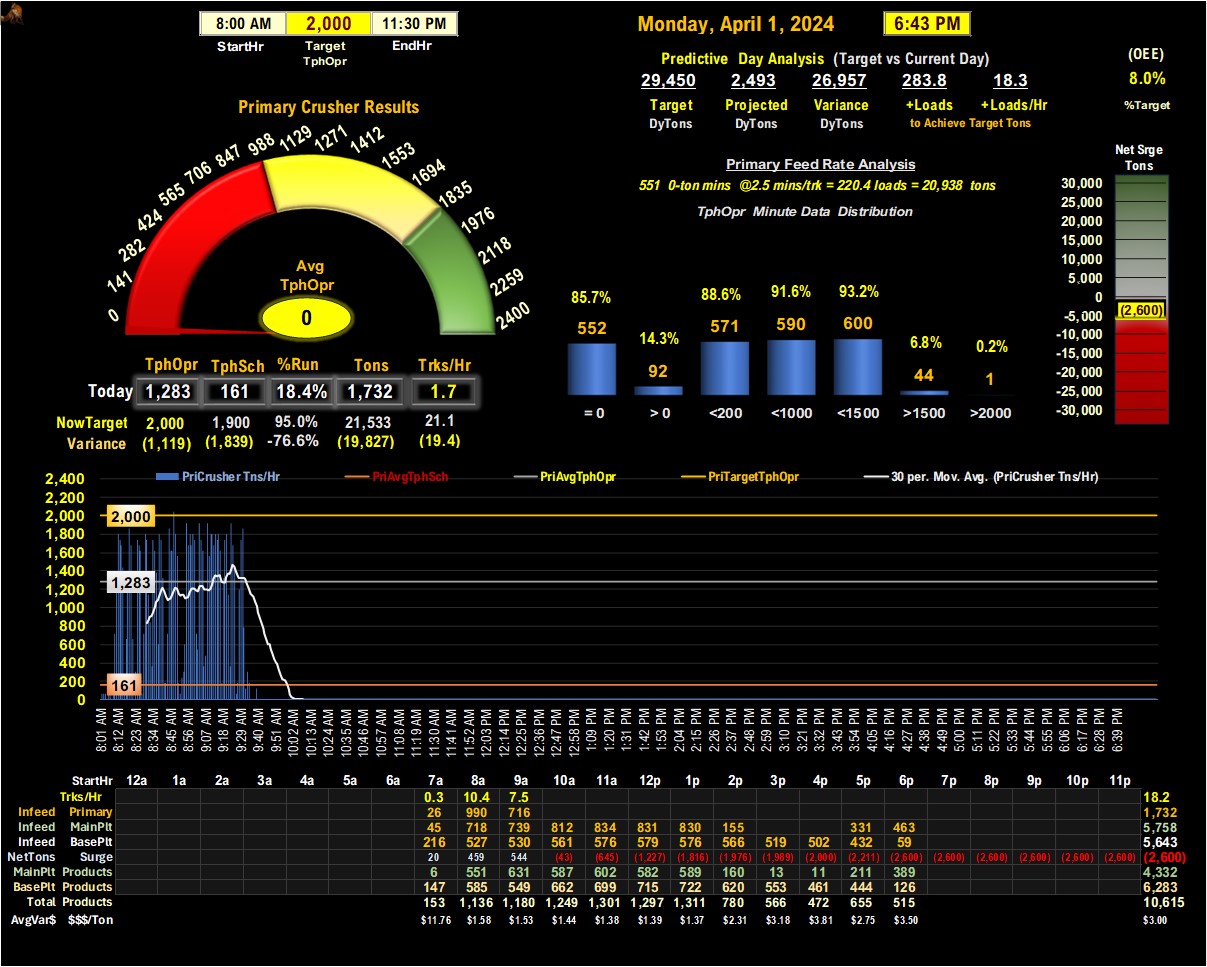 8:00 AM 2,000 11:30 PM
StartHr Target TphOpr EndHr
Monday, April 1, 2024 6:43 PM
Predictive Day Analysis (Target vs Current Day)
29,450 2,493 26,957 283.8 18.3
Target Projected Variance +Loads +Loads/Hr
DyTons DyTons DyTons to Achieve Target Tons
(OEE)
8.0%
%Target
Primary Crusher Results
0 141 282 424 565 706 847 988 1129 1271 1412 1553 1694 1835 1976 2118 2259 2400
Avg
TphOpr
0
TphOpr TphSch %Run Tons Trks/Hr
Today 1,283 161 18.4% 1,732 1.7
NowTarget 2,000 1,900 95.0% 21,533 21.1
Variance (1,119) (1,839) -76.6% (19,827) (19.4)
Primary Feed Rate Analysis
551 0-ton mins @2.5 mins/trk = 220.4 loads = 20,938 tons
TphOpr Minute Data Distribution
85.7% 14.3% 88.6% 91.6% 93.2% 6.8% 0.2%
552 92 571 590 600 44 1
= 0 > 0 <200 <1000 <1500 >1500 >2000
Net Srge
Tons
30,000
25,000
20,000
15,000
10,000
5,000
0
(2,600)
-5,000
-10,000
-15,000
-20,000
-25,000
-30,000
PriCrusher Tns/Hr PriAvgTphSch PriAvgTphOpr PriTargetTphOpr 30 per. Mov. Avg. (PriCrusher Tns/Hr)
2,400
2,200
2,000 2,000
1,800
1,600
1,400
1,283
1,200
1,000
800
600
400
200 161
0
8:01 AM 8:12 AM 8:23 AM 8:34 AM 8:45 AM 8:56 AM 9:07 AM 9:18 AM 9:29 AM 9:40 AM 9:51 AM 10:02 AM 10:13 AM 10:24 AM 10:35 AM 10:46 AM 10:57 AM 11:08 AM 11:19 AM 11:30 AM 11:41 AM 11:52 AM 12:03 PM 12:14 PM 12:25 PM 12:36 PM 12:47 PM 12:58 PM 1:09 PM 1:20 PM 1:31 PM 1:42 PM 1:53 PM 2:04 PM 2:15 PM 2:26 PM 2:37 PM 2:48 PM 2:59 PM 3:10 PM 3:21 PM 3:32 PM 3:43 PM 3:54 PM 4:05 PM 4:16 PM 4:27 PM 4:38 PM 4:49 PM 5:00 PM 5:11 PM 5:22 PM 5:33 PM 5:44 PM 5:55 PM 6:06 PM 6:17 PM 6:28 PM 6:39 PM
StartHr 12a 1a 2a 3a 4a 5a 6a 7a 8a 9a 10a 11a 12p 1p 2p 3p 4p 5p 6p 7p 8p 9p 10p 11p
Trks/Hr 0.3 10.4 7.5 18.2
Infeed Primary 26 990 716 1,732
Infeed MainPlt 45 718 739 812 834 831 830 155 331 463 5,758
Infeed BasePlt 216 527 530 561 576 579 576 566 519 502 432 59 5,643
NetTons Surge 20 459 544 (43) (645) (1,227) (1,816) (1,976) (1,989) (2,000) (2,211) (2,600) (2,600) (2,600) (2,600) (2,600) (2,600) (2,600)
MainPlt Products 6 551 631 587 602 582 589 160 13 11 211 389 4,332
BasePlt Products 147 585 549 662 699 715 722 620 553 461 444 126 6,283
Total Products 153 1,136 1,180 1,249 1,301 1,297 1,311 780 566 472 655 515 10,615
AvgVar$ $$$/Ton $11.76 $1.58 $1.53 $1.44 $1.38 $1.39 $1.37 $2.31 $3.18 $3.81 $2.75 $3.50 $3.00